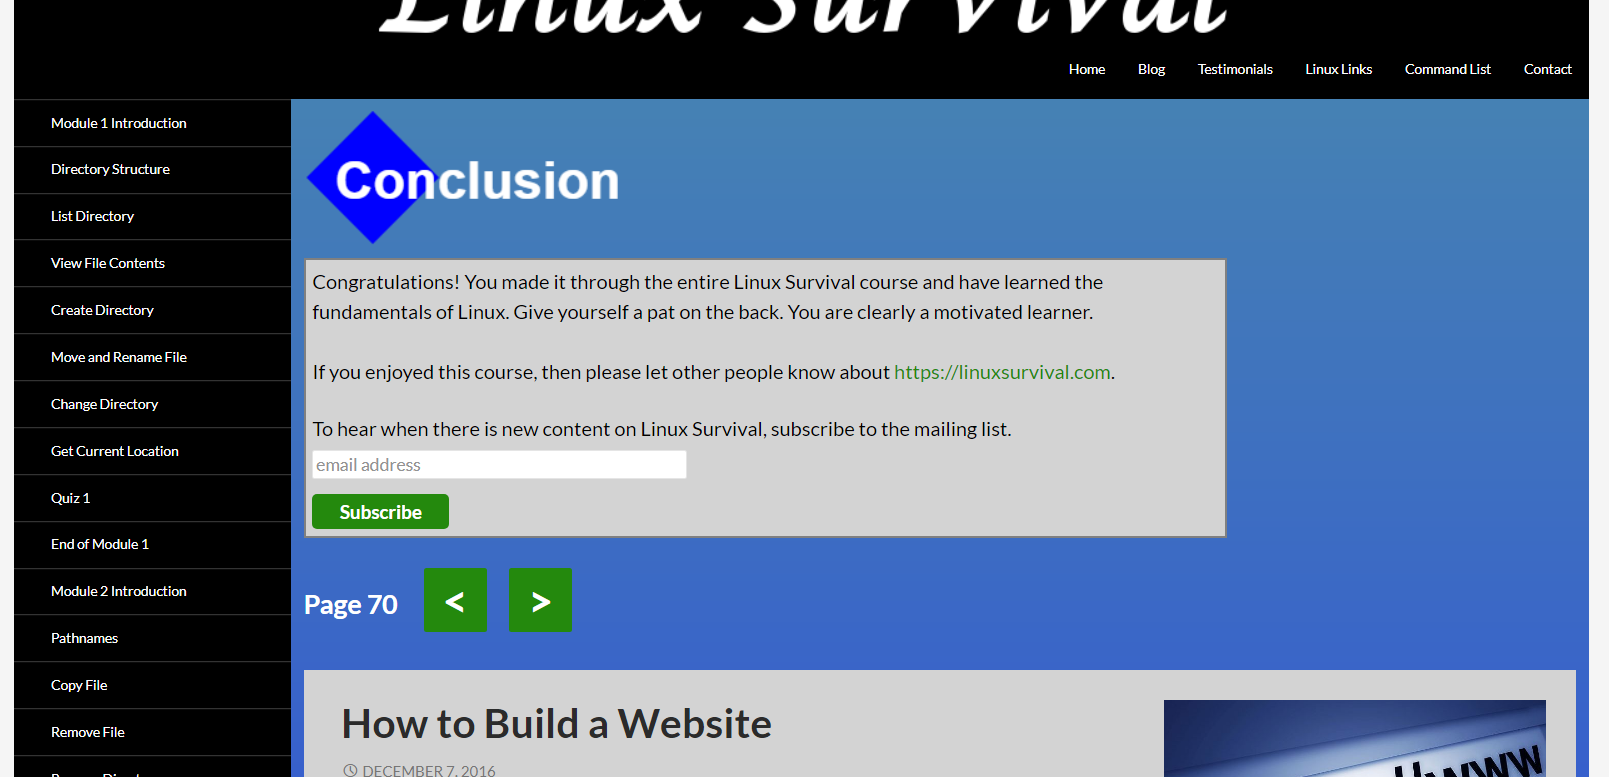 Linux Survival
Home Blog Testimonials Linux Links Command List Contact
Module 1 Introduction
Directory Structure
List Directory
View File Contents
Create Directory
Move and Rename File
Change Directory
Get Current Location
Quiz 1
End of Module 1
Module 2 Introduction
Pathnames
Copy File
Remove File
Conclusion
Congratulations! You made it through the entire Linux Survival course and have learned the
fundamentals of Linux. Give yourself a pat on the back. You are clearly a motivated learner.
If you enjoyed this course, then please let other people know about https://linuxsurvival.com.
To hear when there is new content on Linux Survival, subscribe to the mailing list.
email address
Subscribe
Page 70 < >
How to Build a Website
DECEMBER 7, 2016
www